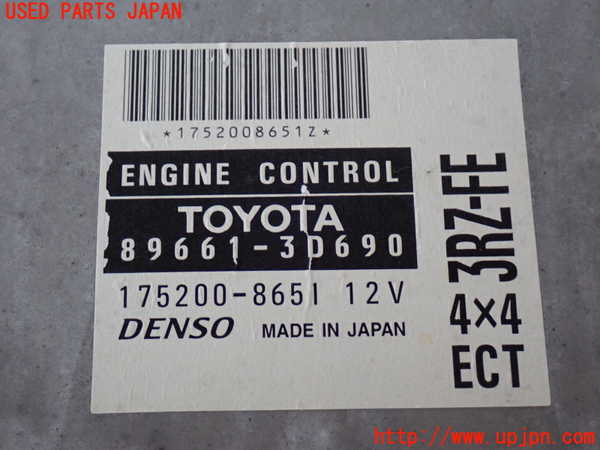 USED PARTS JAPAN
*1752008651Z*
ENGINE CONTROL
TOYOTA
89661-3D690
175200-8651 12V
DENSO MADE IN JAPAN
3RZ-FE
4×4
ECT
UPJ
http://www.upjpn.com/